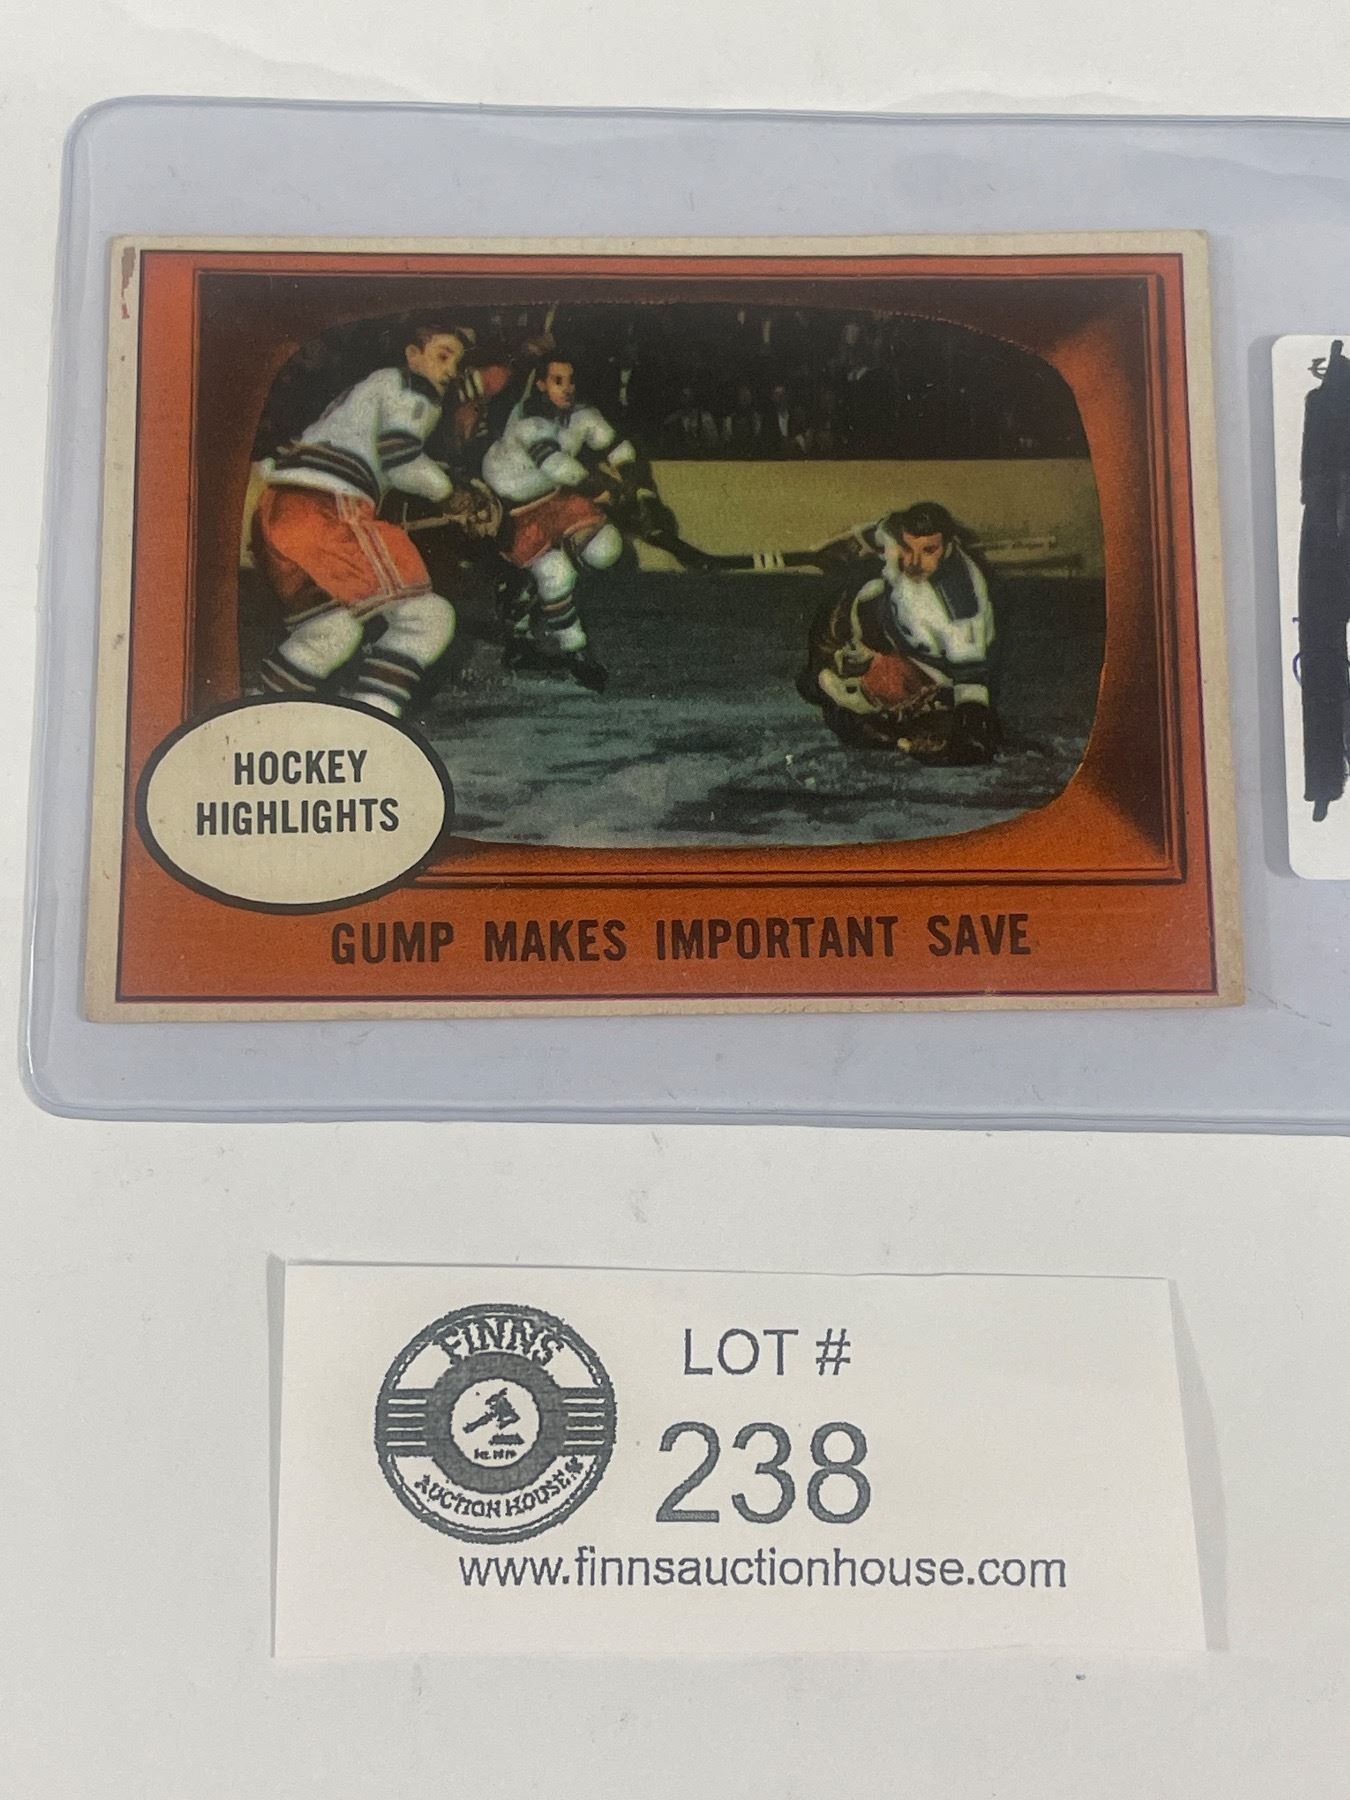 HOCKEY
HIGHLIGHTS
GUMP MAKES IMPORTANT SAVE
FINNS
AUCTION HOUSE
LOT #
238
www.finnsauctionhouse.com